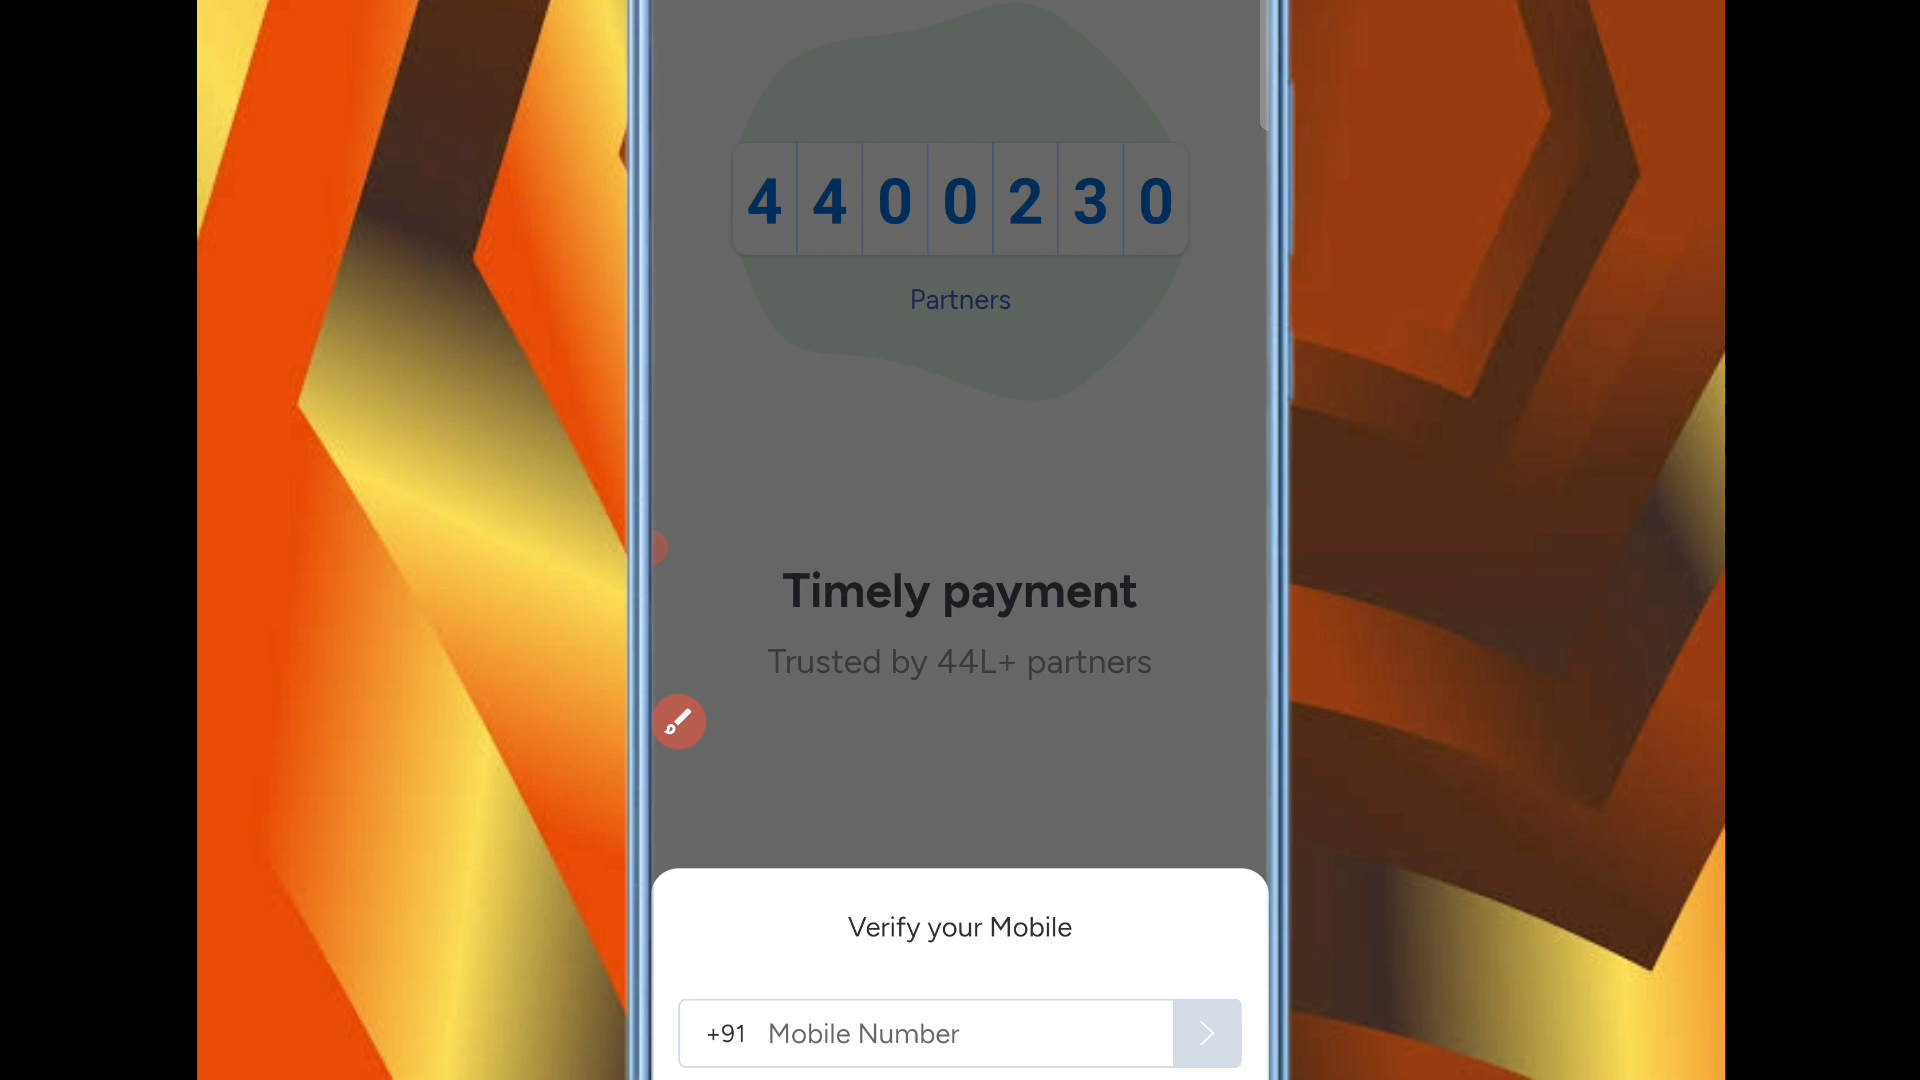 4400230
Partners
Timely payment
Trusted by 44L+ partners
Verify your Mobile
+91 Mobile Number